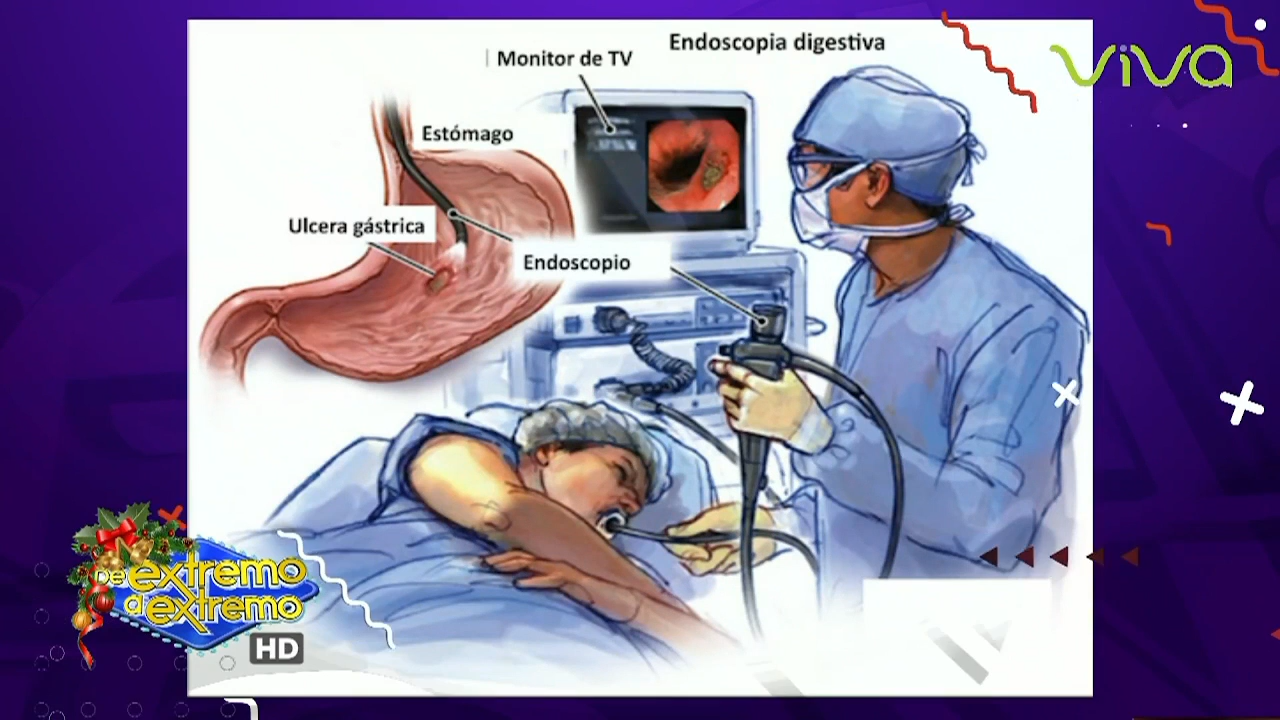 Endoscopia digestiva
Monitor de TV
Estómago
Ulcera gástrica
Endoscopio
viva
De extremo
a extremo
HD